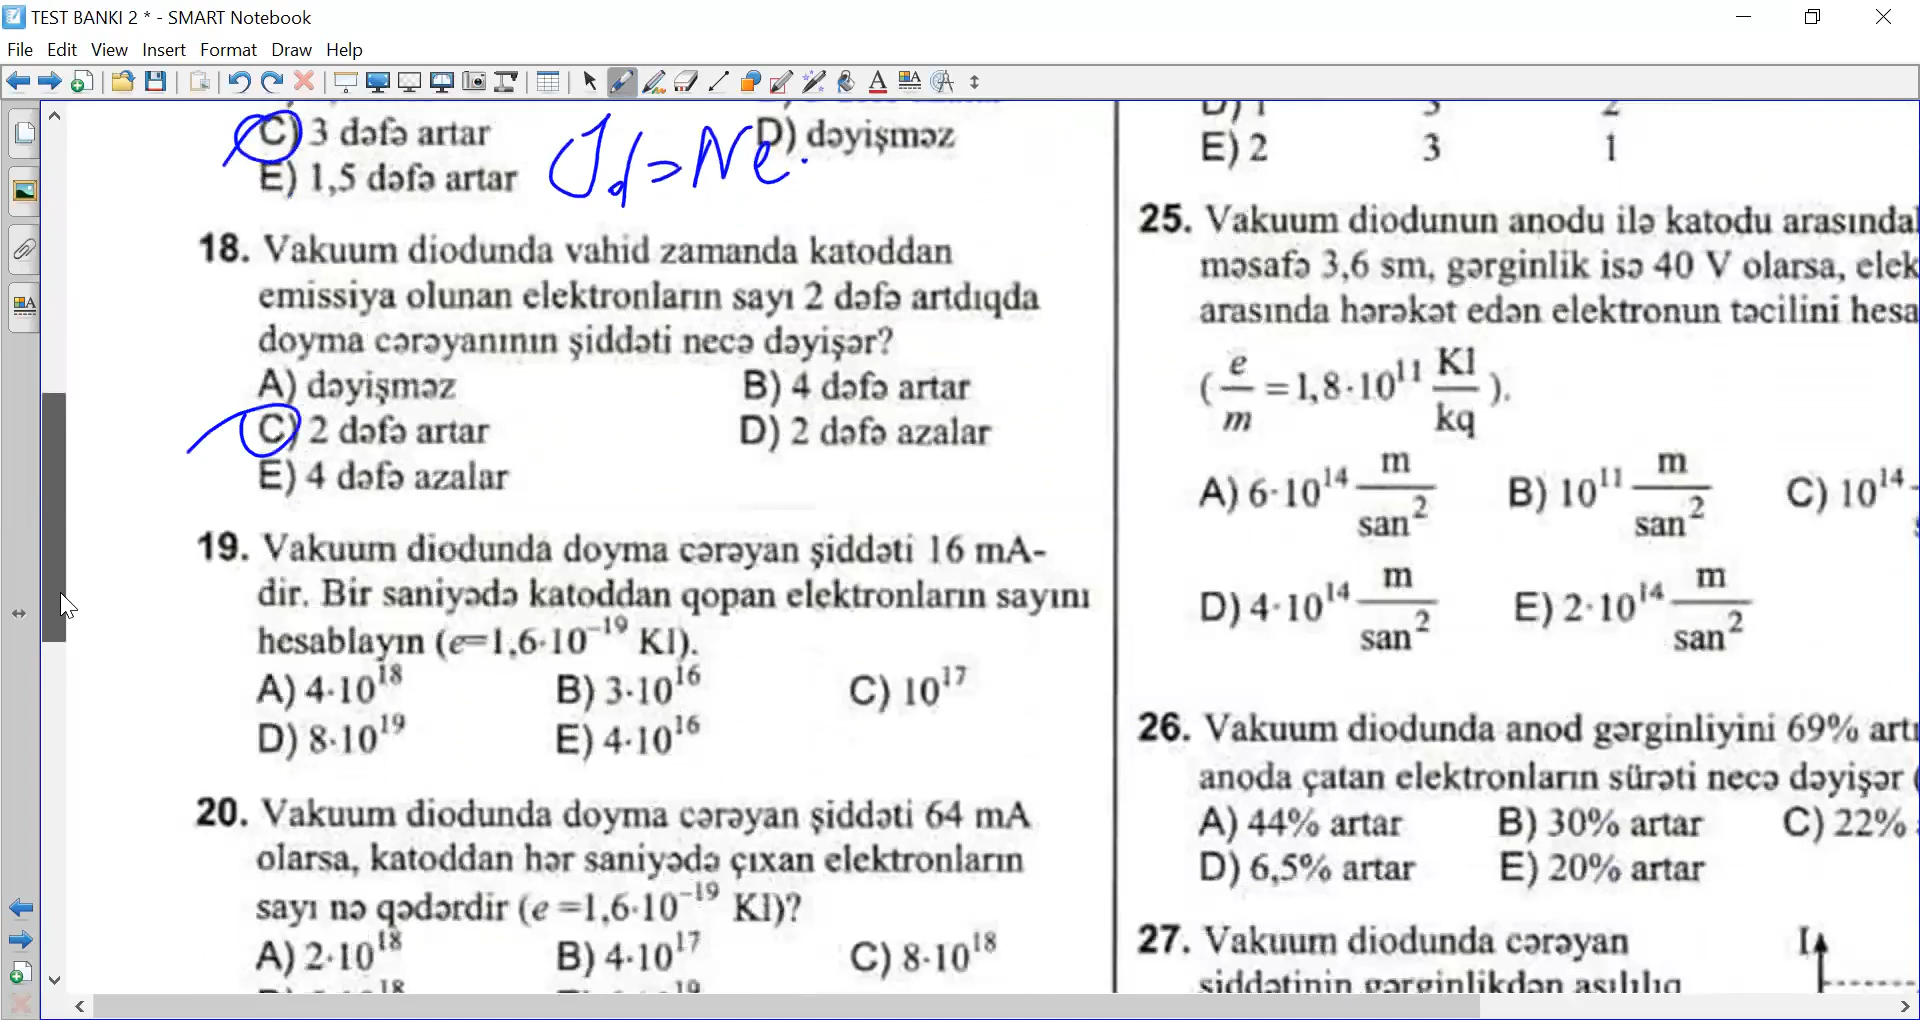 TEST BANKI 2 * - SMART Notebook
File Edit View Insert Format Draw Help
C) 3 dəfə artar D) dəyişməz
E) 1,5 dəfə artar
J_d = Ne
18. Vakuum diodunda vahid zamanda katoddan
emissiya olunan elektronların sayı 2 dəfə artdıqda
doyma cərəyanının şiddəti necə dəyişər?
A) dəyişməz B) 4 dəfə artar
C) 2 dəfə artar D) 2 dəfə azalar
E) 4 dəfə azalar
19. Vakuum diodunda doyma cərəyan şiddəti 16 mA-
dir. Bir saniyədə katoddan qopan elektronların sayını
hesablayın (e=1,6·10⁻¹⁹ Kl).
A) 4·10¹⁸ B) 3·10¹⁶ C) 10¹⁷
D) 8·10¹⁹ E) 4·10¹⁶
20. Vakuum diodunda doyma cərəyan şiddəti 64 mA
olarsa, katoddan hər saniyədə çıxan elektronların
sayı nə qədərdir (e =1,6·10⁻¹⁹ Kl)?
A) 2·10¹⁸ B) 4·10¹⁷ C) 8·10¹⁸
D) 1 3 2
E) 2 3 1
25. Vakuum diodunun anodu ilə katodu arasında
məsafə 3,6 sm, gərginlik isə 40 V olarsa, elek
arasında hərəkət edən elektronun təcilini hesa
(e/m = 1,8·10¹¹ Kl/kq).
A) 6·10¹⁴ m/san² B) 10¹¹ m/san² C) 10¹⁴
D) 4·10¹⁴ m/san² E) 2·10¹⁴ m/san²
26. Vakuum diodunda anod gərginliyini 69% artı
anoda çatan elektronların sürəti necə dəyişər (
A) 44% artar B) 30% artar C) 22%
D) 6,5% artar E) 20% artar
27. Vakuum diodunda cərəyan I
şiddətinin gərginlikdən asılılıq